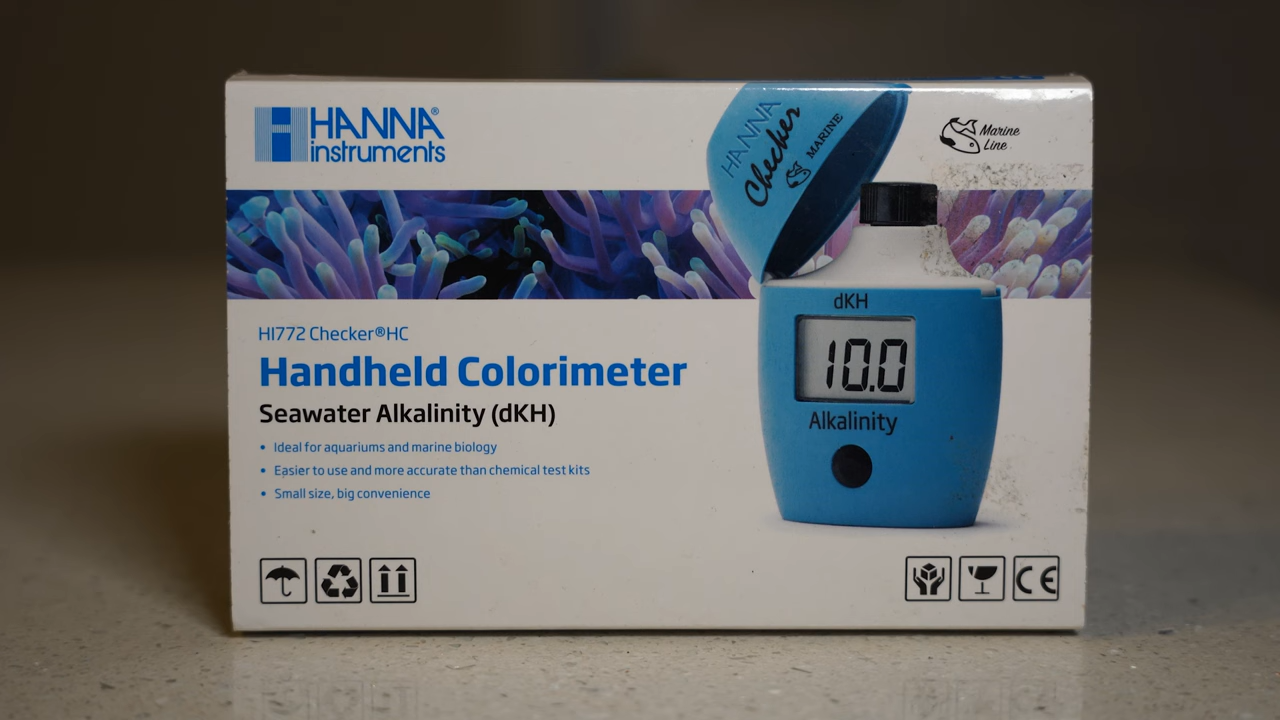 HANNA®
instruments
HANNA
Checker
MARINE
Marine
Line
HI772 Checker®HC
Handheld Colorimeter
Seawater Alkalinity (dKH)
• Ideal for aquariums and marine biology
• Easier to use and more accurate than chemical test kits
• Small size, big convenience
dKH
10.0
Alkalinity
CE